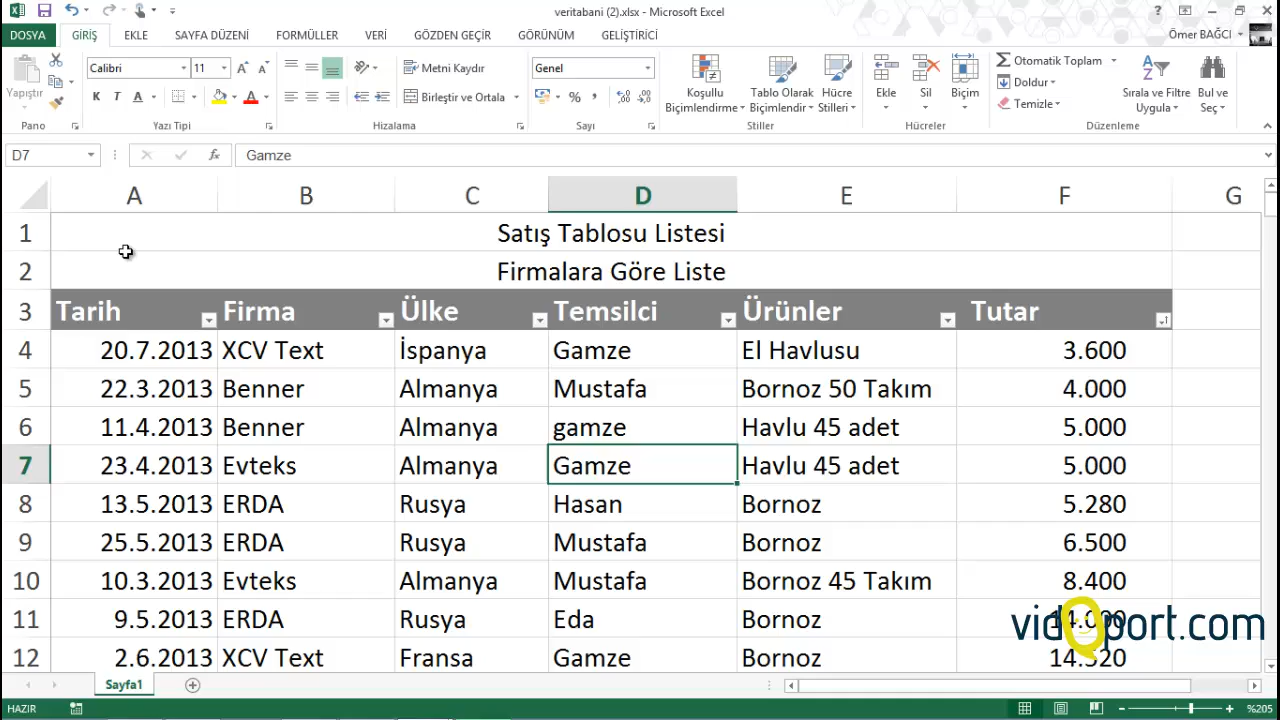 veritabani (2).xlsx - Microsoft Excel
DOSYA GİRİŞ EKLE SAYFA DÜZENİ FORMÜLLER VERİ GÖZDEN GEÇİR GÖRÜNÜM GELİŞTİRİCİ Ömer BAĞCI
Yapıştır
Pano
Calibri 11
K T A
Yazı Tipi
Metni Kaydır
Birleştir ve Ortala
Hizalama
Genel
Sayı
Koşullu Biçimlendirme
Tablo Olarak Biçimlendir
Hücre Stilleri
Stiller
Ekle Sil Biçim
Hücreler
Otomatik Toplam
Doldur
Temizle
Sırala ve Filtre Uygula
Bul ve Seç
Düzenleme
D7 fx Gamze
A B C D E F G
1 Satış Tablosu Listesi
2 Firmalara Göre Liste
3 Tarih Firma Ülke Temsilci Ürünler Tutar
4 20.7.2013 XCV Text İspanya Gamze El Havlusu 3.600
5 22.3.2013 Benner Almanya Mustafa Bornoz 50 Takım 4.000
6 11.4.2013 Benner Almanya gamze Havlu 45 adet 5.000
7 23.4.2013 Evteks Almanya Gamze Havlu 45 adet 5.000
8 13.5.2013 ERDA Rusya Hasan Bornoz 5.280
9 25.5.2013 ERDA Rusya Mustafa Bornoz 6.500
10 10.3.2013 Evteks Almanya Mustafa Bornoz 45 Takım 8.400
11 9.5.2013 ERDA Rusya Eda Bornoz
12 2.6.2013 XCV Text Fransa Gamze Bornoz
vidoport.com
Sayfa1
HAZIR %205